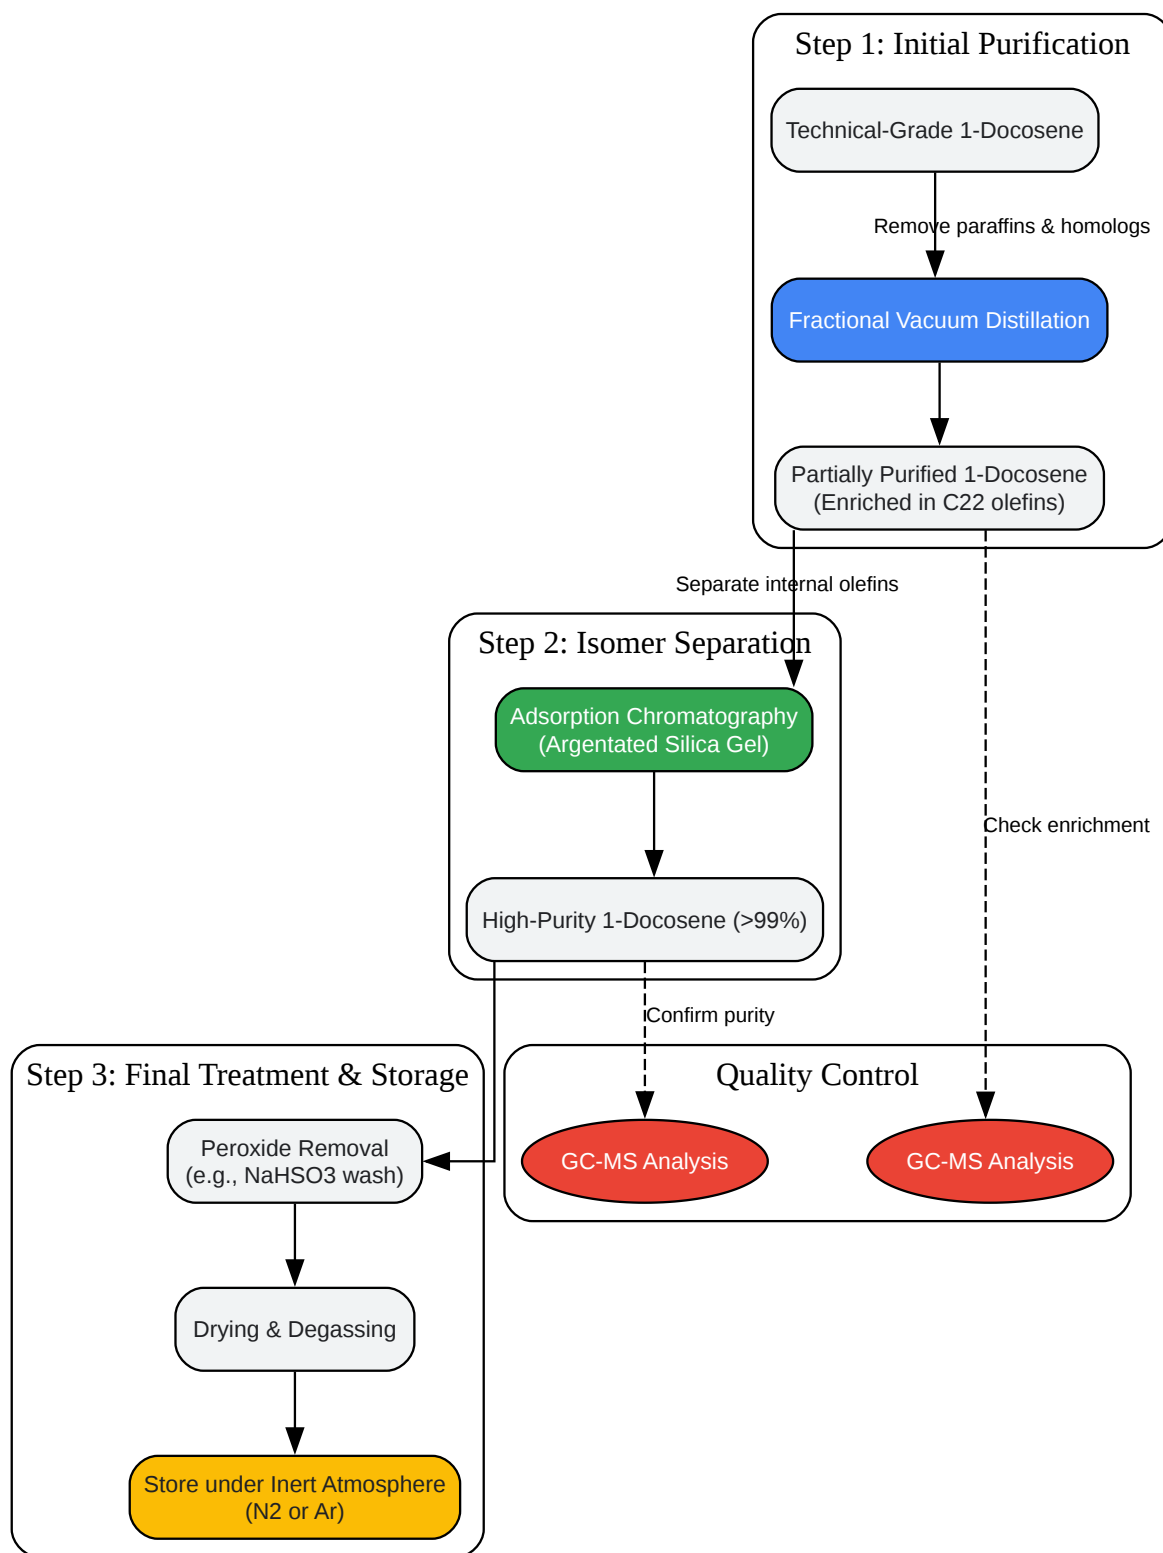 Step 1: Initial Purification
Technical-Grade 1-Docosene
Remove paraffins & homologs
Fractional Vacuum Distillation
Partially Purified 1-Docosene
(Enriched in C22 olefins)
Separate internal olefins
Step 2: Isomer Separation
Adsorption Chromatography
(Argentated Silica Gel)
Check enrichment
High-Purity 1-Docosene (>99%)
Confirm purity
Step 3: Final Treatment & Storage
Quality Control
Peroxide Removal
(e.g., NaHSO3 wash)
GC-MS Analysis
GC-MS Analysis
Drying & Degassing
Store under Inert Atmosphere
(N2 or Ar)